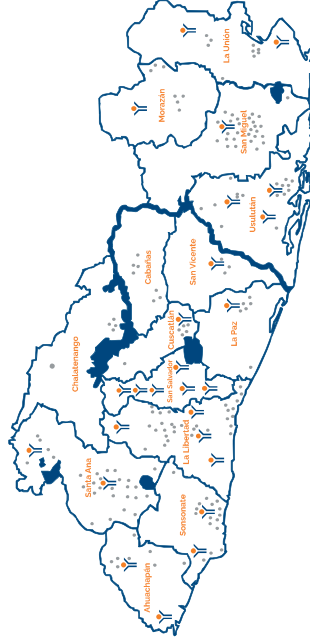 Ahuachapán
Santa Ana
Sonsonate
Chalatenango
La Libertad
San Salvador
Cuscatlán
La Paz
Cabañas
San Vicente
Usulután
San Miguel
Morazán
La Unión